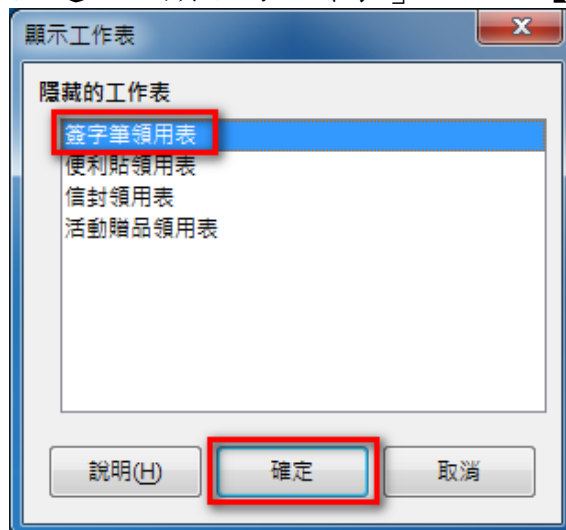 顯示工作表
隱藏的工作表
簽字筆領用表
便利貼領用表
信封領用表
活動贈品領用表
說明(H)
確定
取消